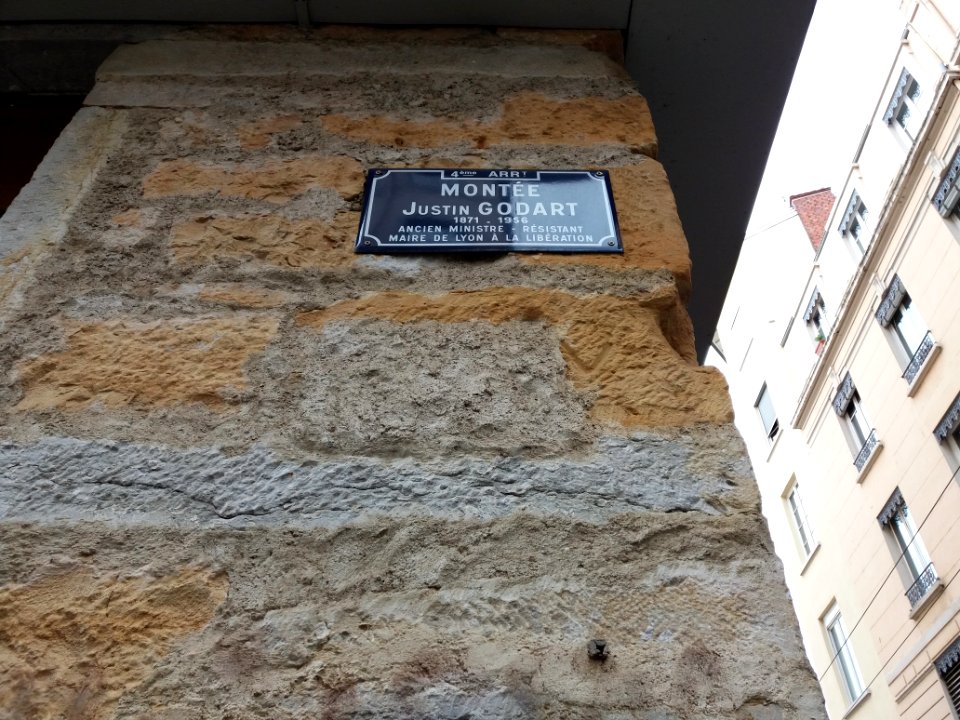 4ème ARRT
MONTÉE
JUSTIN GODART
1871 - 1956
ANCIEN MINISTRE - RÉSISTANT
MAIRE DE LYON À LA LIBÉRATION